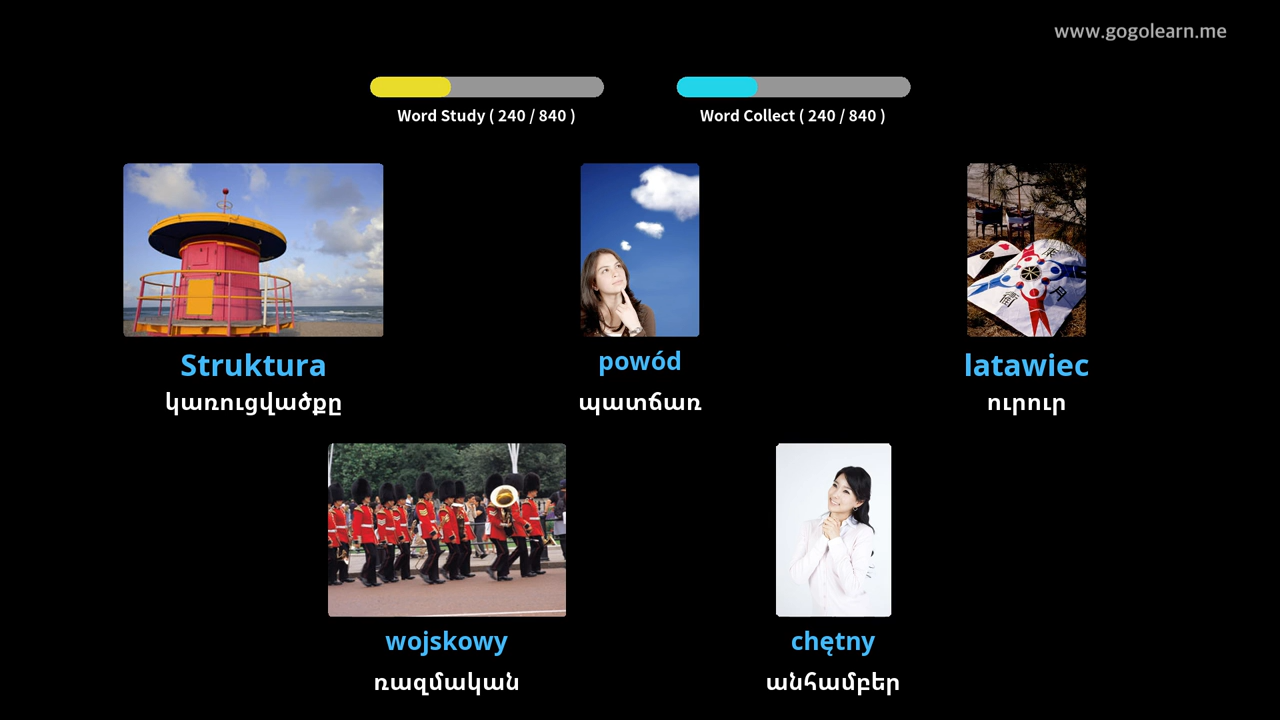 www.gogolearn.me
Word Study ( 240 / 840 )
Word Collect ( 240 / 840 )
Struktura
կառուցվածքը
powód
պատճառ
latawiec
ուրուր
wojskowy
ռազմական
chętny
անհամբեր